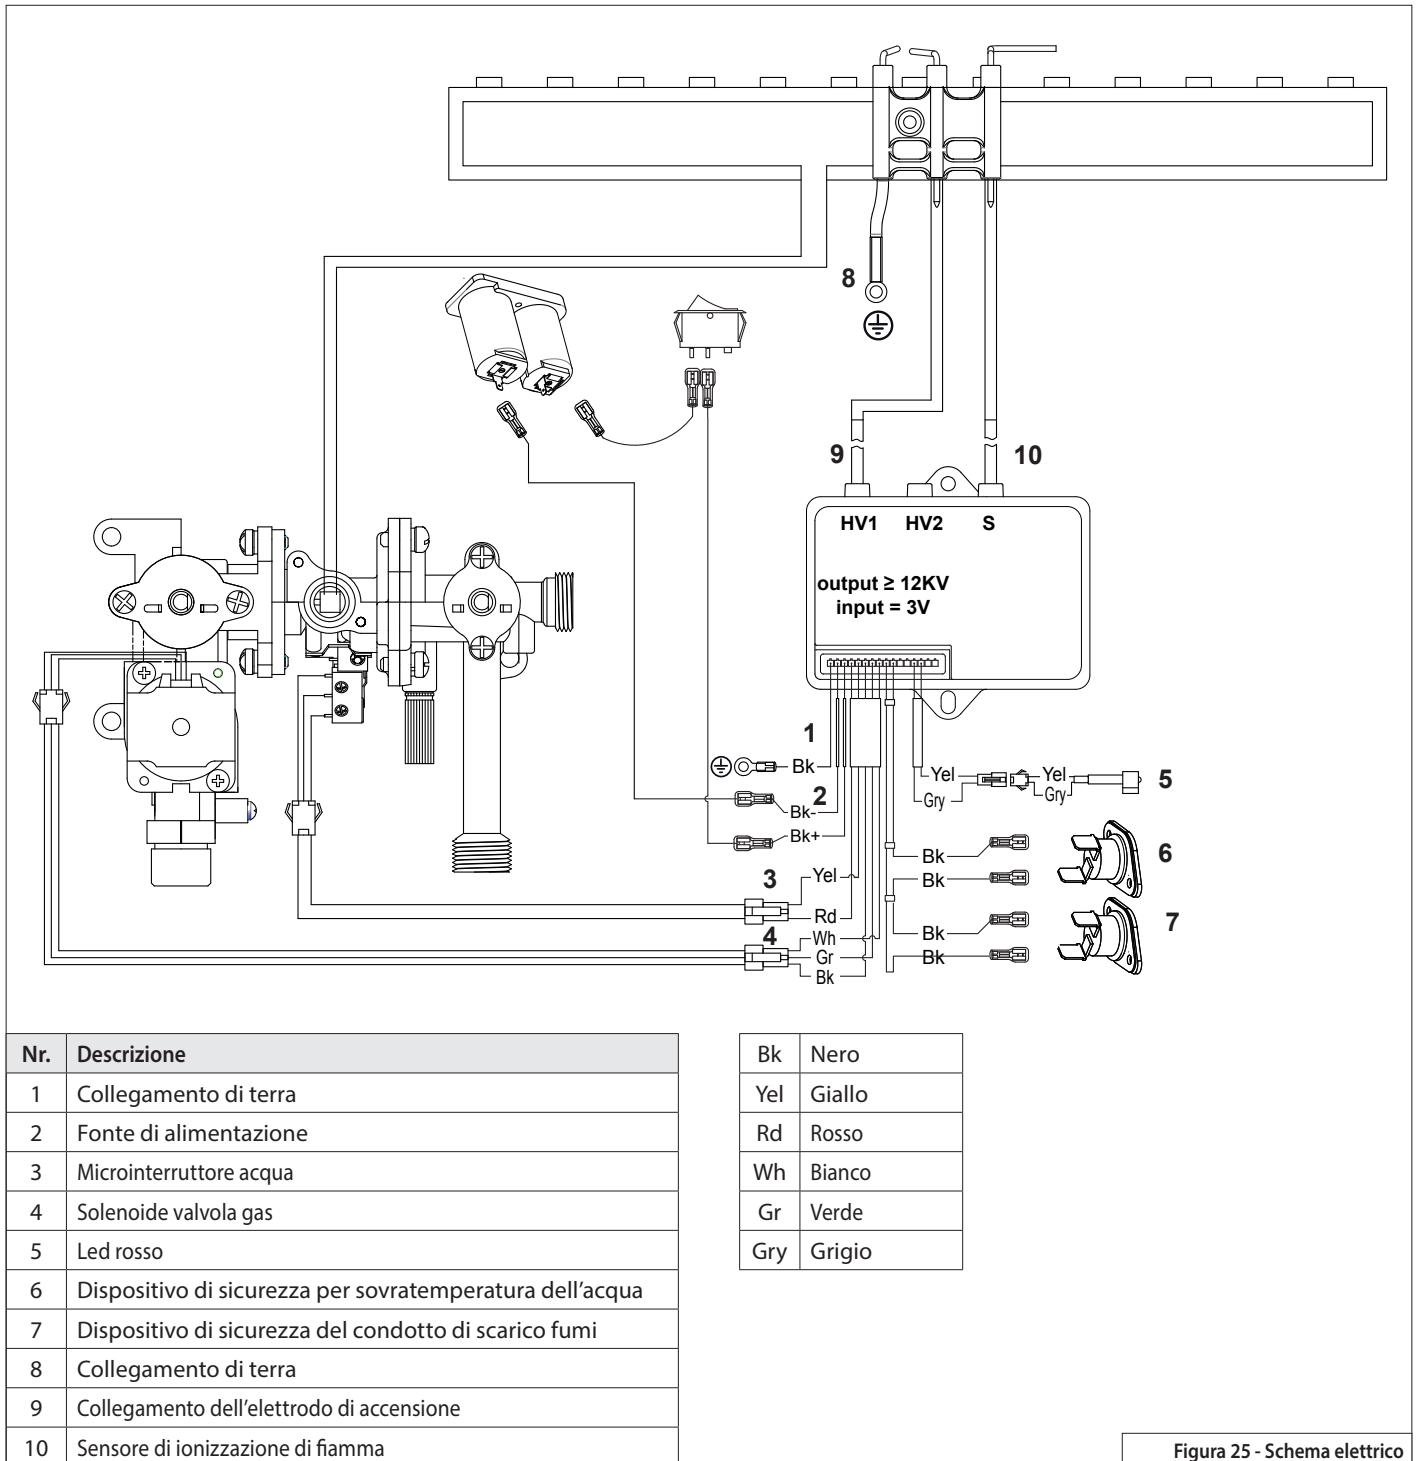 8
9
10
HV1 HV2 S
output ≥ 12KV
input = 3V
1
Bk
2
Bk-
Bk+
Yel Yel
Gry Gry
5
Bk
Bk
6
3
Yel
Rd
Bk
Bk
7
4
Wh
Gr
Bk
Nr. Descrizione
1 Collegamento di terra
2 Fonte di alimentazione
3 Microinterruttore acqua
4 Solenoide valvola gas
5 Led rosso
6 Dispositivo di sicurezza per sovratemperatura dell’acqua
7 Dispositivo di sicurezza del condotto di scarico fumi
8 Collegamento di terra
9 Collegamento dell’elettrodo di accensione
10 Sensore di ionizzazione di fiamma
Bk Nero
Yel Giallo
Rd Rosso
Wh Bianco
Gr Verde
Gry Grigio
Figura 25 - Schema elettrico